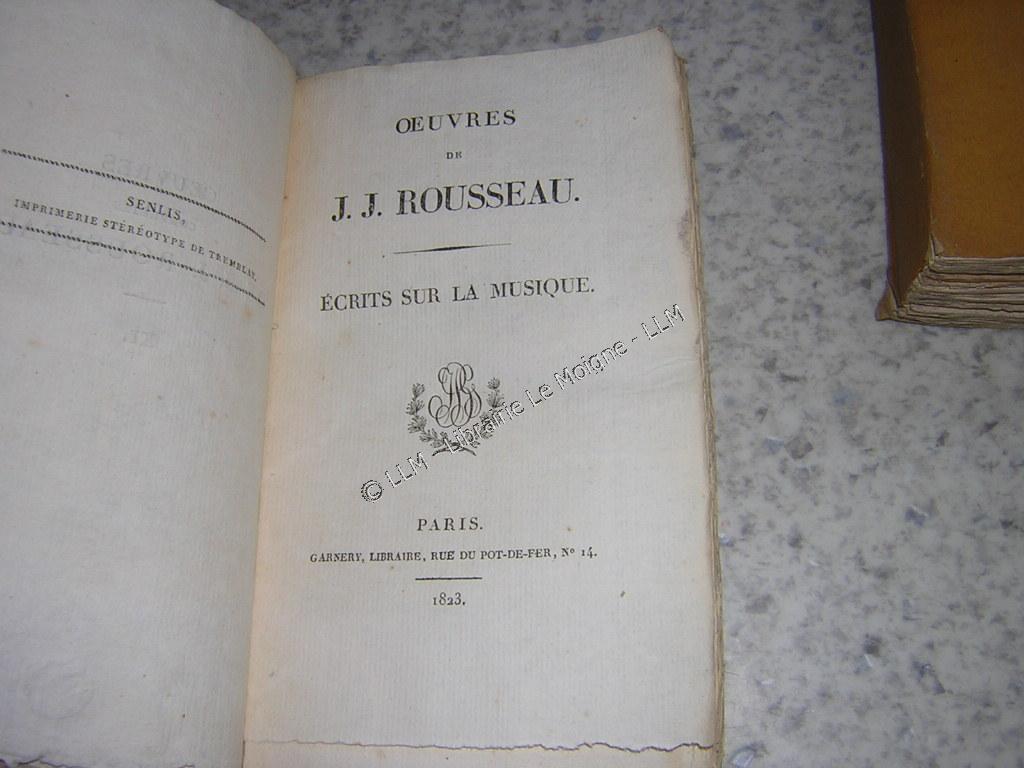 SENLIS,
IMPRIMERIE STÉRÉOTYPE DE TREMBLAY.
OEUVRES
DE
J. J. ROUSSEAU.
ÉCRITS SUR LA MUSIQUE.
© LLM - Librairie Le Moigne - LLM
PARIS.
GARNERY, LIBRAIRE, RUE DU POT-DE-FER, Nº 14.
1823.